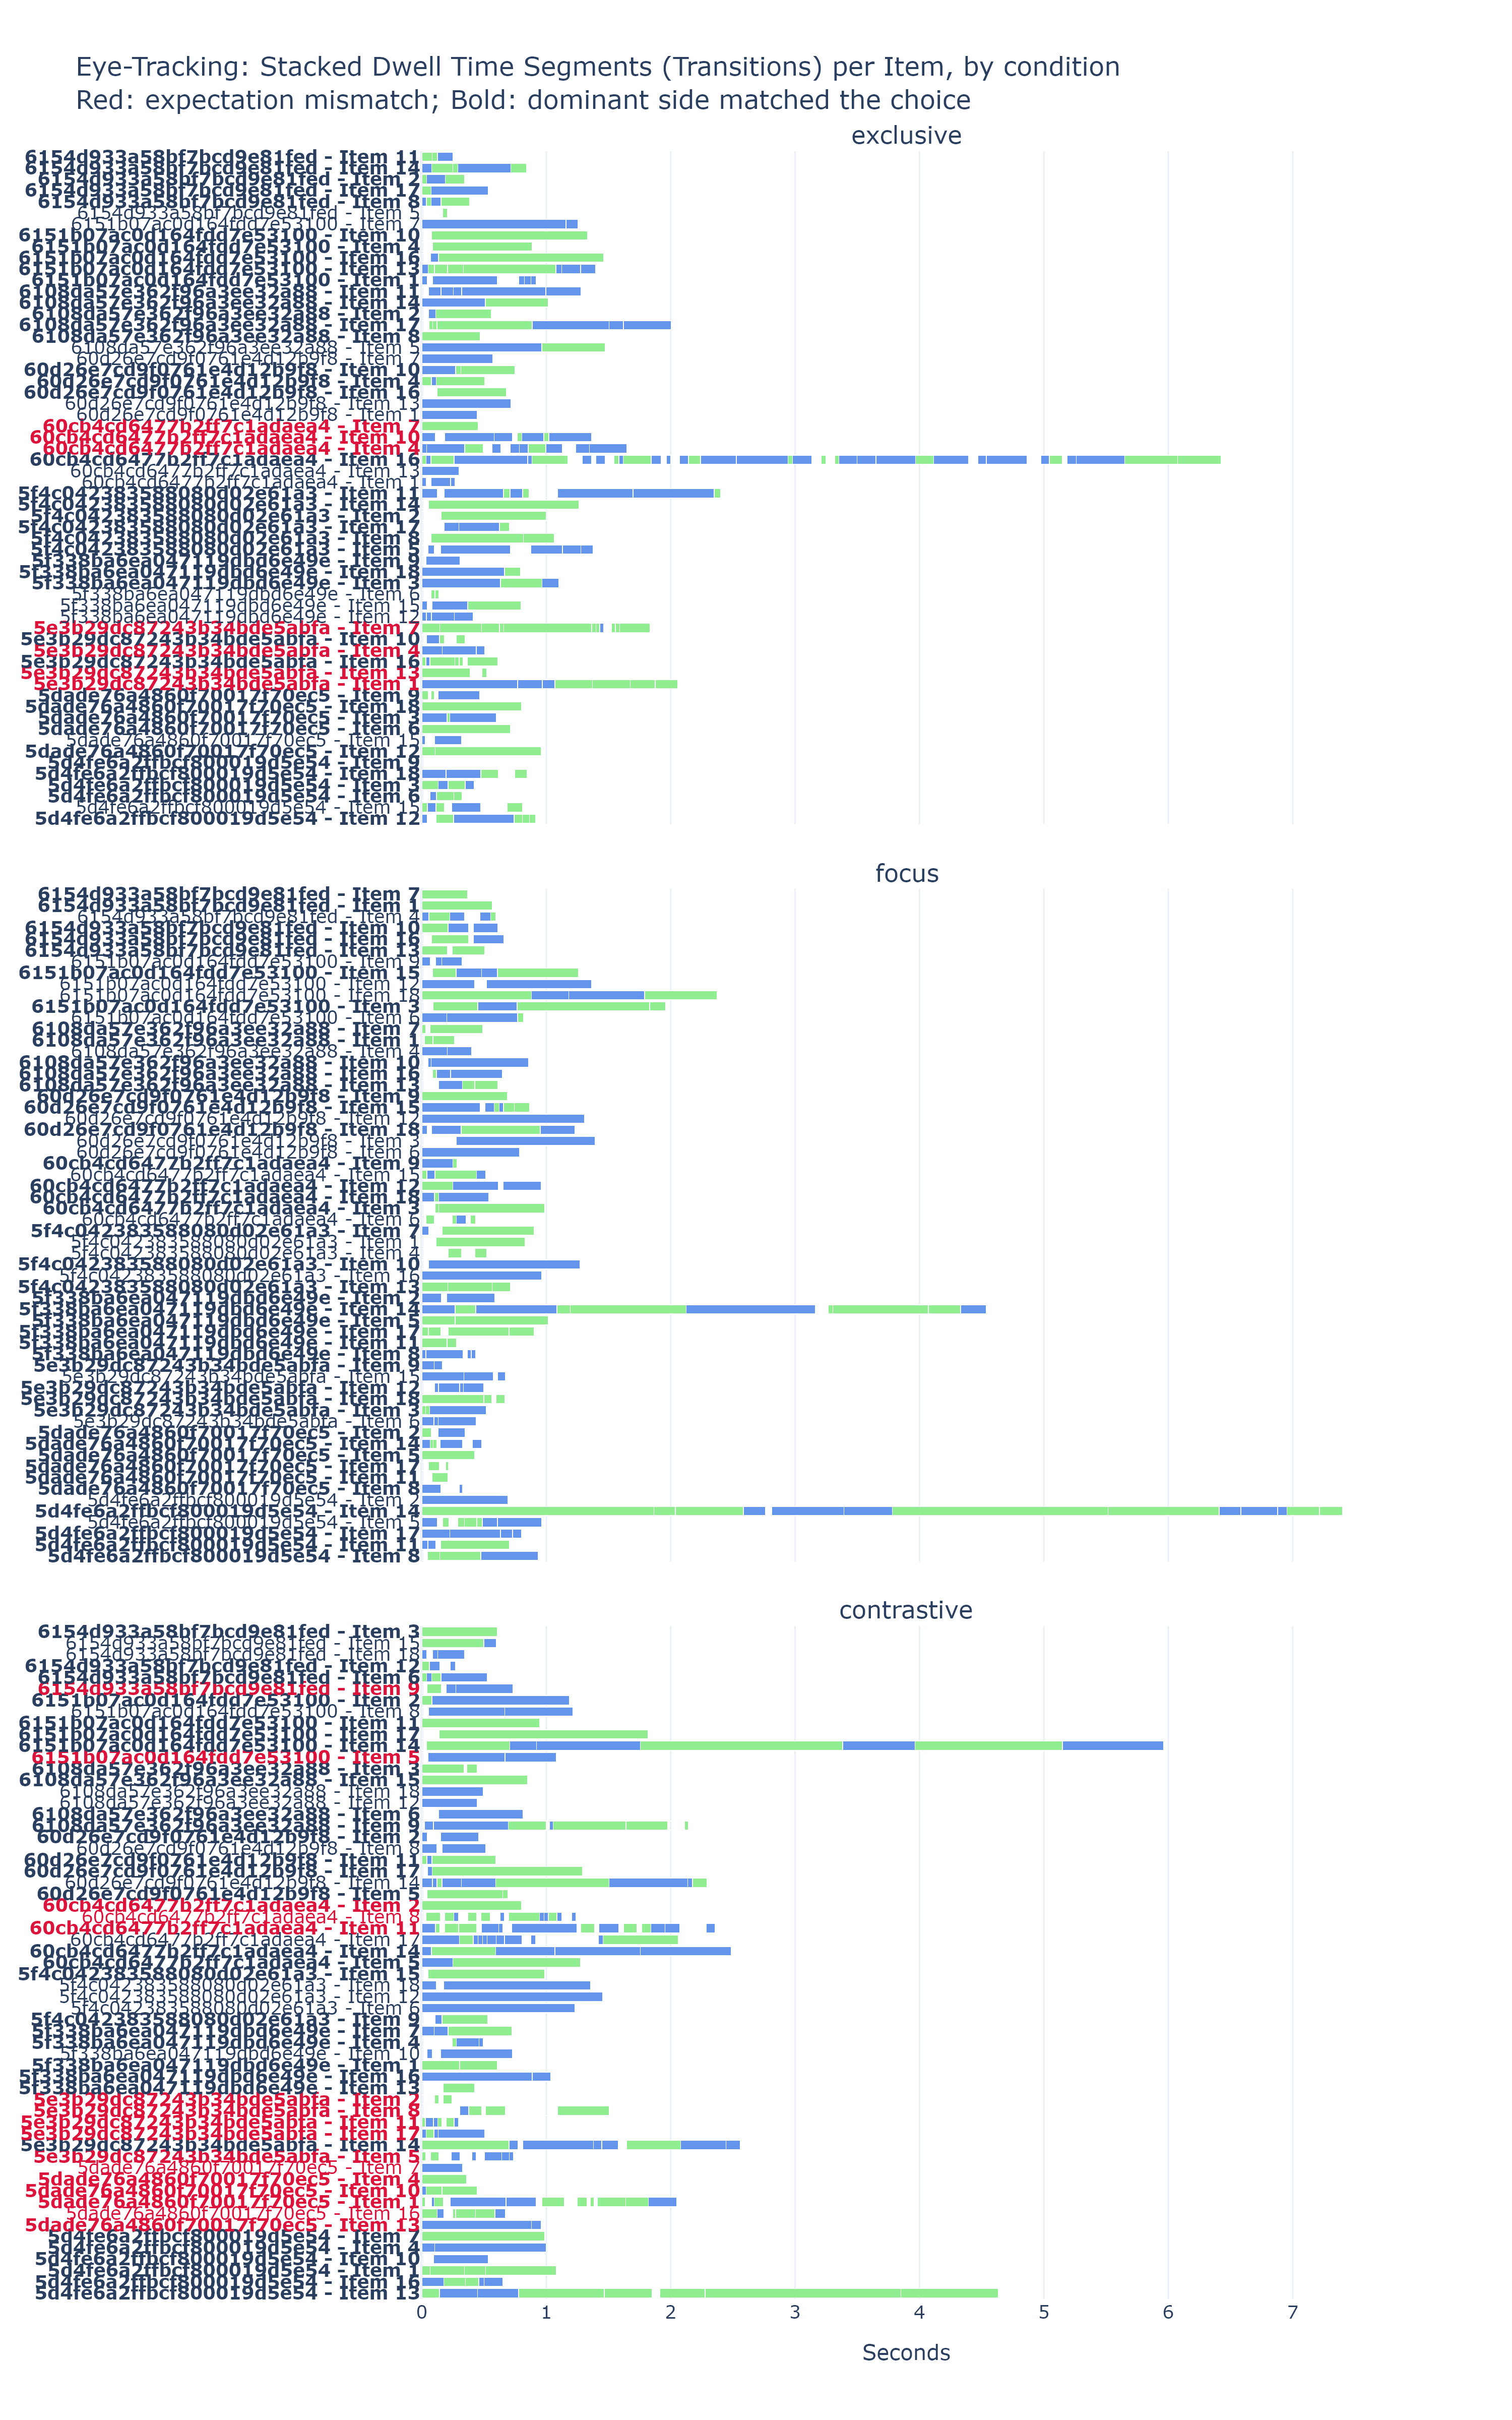 Eye-Tracking: Stacked Dwell Time Segments (Transitions) per Item, by condition
Red: expectation mismatch; Bold: dominant side matched the choice
exclusive
6154d933a58bf7bcd9e81fed - Item 11
6154d933a58bf7bcd9e81fed - Item 14
6154d933a58bf7bcd9e81fed - Item 2
6154d933a58bf7bcd9e81fed - Item 17
6154d933a58bf7bcd9e81fed - Item 8
6154d933a58bf7bcd9e81fed - Item 5
6151b07ac0d164fdd7e53100 - Item 7
6151b07ac0d164fdd7e53100 - Item 10
6151b07ac0d164fdd7e53100 - Item 4
6151b07ac0d164fdd7e53100 - Item 16
6151b07ac0d164fdd7e53100 - Item 13
6151b07ac0d164fdd7e53100 - Item 1
6108da57e362f96a3ee32a88 - Item 11
6108da57e362f96a3ee32a88 - Item 14
6108da57e362f96a3ee32a88 - Item 2
6108da57e362f96a3ee32a88 - Item 17
6108da57e362f96a3ee32a88 - Item 8
6108da57e362f96a3ee32a88 - Item 5
60d26e7cd9f0761e4d12b9f8 - Item 7
60d26e7cd9f0761e4d12b9f8 - Item 10
60d26e7cd9f0761e4d12b9f8 - Item 4
60d26e7cd9f0761e4d12b9f8 - Item 16
60d26e7cd9f0761e4d12b9f8 - Item 13
60d26e7cd9f0761e4d12b9f8 - Item 1
60cb4cd6477b2ff7c1adaea4 - Item 7
60cb4cd6477b2ff7c1adaea4 - Item 10
60cb4cd6477b2ff7c1adaea4 - Item 4
60cb4cd6477b2ff7c1adaea4 - Item 16
60cb4cd6477b2ff7c1adaea4 - Item 13
60cb4cd6477b2ff7c1adaea4 - Item 1
5f4c042383588080d02e61a3 - Item 11
5f4c042383588080d02e61a3 - Item 14
5f4c042383588080d02e61a3 - Item 2
5f4c042383588080d02e61a3 - Item 17
5f4c042383588080d02e61a3 - Item 8
5f4c042383588080d02e61a3 - Item 5
5f338ba6ea047119dbd6e49e - Item 9
5f338ba6ea047119dbd6e49e - Item 18
5f338ba6ea047119dbd6e49e - Item 3
5f338ba6ea047119dbd6e49e - Item 6
5f338ba6ea047119dbd6e49e - Item 15
5f338ba6ea047119dbd6e49e - Item 12
5e3b29dc87243b34bde5abfa - Item 7
5e3b29dc87243b34bde5abfa - Item 10
5e3b29dc87243b34bde5abfa - Item 4
5e3b29dc87243b34bde5abfa - Item 16
5e3b29dc87243b34bde5abfa - Item 13
5e3b29dc87243b34bde5abfa - Item 1
5dade76a4860f70017f70ec5 - Item 9
5dade76a4860f70017f70ec5 - Item 18
5dade76a4860f70017f70ec5 - Item 3
5dade76a4860f70017f70ec5 - Item 6
5dade76a4860f70017f70ec5 - Item 15
5dade76a4860f70017f70ec5 - Item 12
5d4fe6a2ffbcf800019d5e54 - Item 9
5d4fe6a2ffbcf800019d5e54 - Item 18
5d4fe6a2ffbcf800019d5e54 - Item 3
5d4fe6a2ffbcf800019d5e54 - Item 6
5d4fe6a2ffbcf800019d5e54 - Item 15
5d4fe6a2ffbcf800019d5e54 - Item 12
focus
6154d933a58bf7bcd9e81fed - Item 7
6154d933a58bf7bcd9e81fed - Item 1
6154d933a58bf7bcd9e81fed - Item 4
6154d933a58bf7bcd9e81fed - Item 10
6154d933a58bf7bcd9e81fed - Item 16
6154d933a58bf7bcd9e81fed - Item 13
6151b07ac0d164fdd7e53100 - Item 9
6151b07ac0d164fdd7e53100 - Item 15
6151b07ac0d164fdd7e53100 - Item 12
6151b07ac0d164fdd7e53100 - Item 18
6151b07ac0d164fdd7e53100 - Item 3
6151b07ac0d164fdd7e53100 - Item 6
6108da57e362f96a3ee32a88 - Item 7
6108da57e362f96a3ee32a88 - Item 1
6108da57e362f96a3ee32a88 - Item 4
6108da57e362f96a3ee32a88 - Item 10
6108da57e362f96a3ee32a88 - Item 16
6108da57e362f96a3ee32a88 - Item 13
60d26e7cd9f0761e4d12b9f8 - Item 9
60d26e7cd9f0761e4d12b9f8 - Item 15
60d26e7cd9f0761e4d12b9f8 - Item 12
60d26e7cd9f0761e4d12b9f8 - Item 18
60d26e7cd9f0761e4d12b9f8 - Item 3
60d26e7cd9f0761e4d12b9f8 - Item 6
60cb4cd6477b2ff7c1adaea4 - Item 9
60cb4cd6477b2ff7c1adaea4 - Item 15
60cb4cd6477b2ff7c1adaea4 - Item 12
60cb4cd6477b2ff7c1adaea4 - Item 18
60cb4cd6477b2ff7c1adaea4 - Item 3
60cb4cd6477b2ff7c1adaea4 - Item 6
5f4c042383588080d02e61a3 - Item 7
5f4c042383588080d02e61a3 - Item 1
5f4c042383588080d02e61a3 - Item 4
5f4c042383588080d02e61a3 - Item 10
5f4c042383588080d02e61a3 - Item 16
5f4c042383588080d02e61a3 - Item 13
5f338ba6ea047119dbd6e49e - Item 2
5f338ba6ea047119dbd6e49e - Item 14
5f338ba6ea047119dbd6e49e - Item 5
5f338ba6ea047119dbd6e49e - Item 17
5f338ba6ea047119dbd6e49e - Item 11
5f338ba6ea047119dbd6e49e - Item 8
5e3b29dc87243b34bde5abfa - Item 9
5e3b29dc87243b34bde5abfa - Item 15
5e3b29dc87243b34bde5abfa - Item 12
5e3b29dc87243b34bde5abfa - Item 18
5e3b29dc87243b34bde5abfa - Item 3
5e3b29dc87243b34bde5abfa - Item 6
5dade76a4860f70017f70ec5 - Item 2
5dade76a4860f70017f70ec5 - Item 14
5dade76a4860f70017f70ec5 - Item 5
5dade76a4860f70017f70ec5 - Item 17
5dade76a4860f70017f70ec5 - Item 11
5dade76a4860f70017f70ec5 - Item 8
5d4fe6a2ffbcf800019d5e54 - Item 2
5d4fe6a2ffbcf800019d5e54 - Item 14
5d4fe6a2ffbcf800019d5e54 - Item 5
5d4fe6a2ffbcf800019d5e54 - Item 17
5d4fe6a2ffbcf800019d5e54 - Item 11
5d4fe6a2ffbcf800019d5e54 - Item 8
contrastive
6154d933a58bf7bcd9e81fed - Item 3
6154d933a58bf7bcd9e81fed - Item 15
6154d933a58bf7bcd9e81fed - Item 18
6154d933a58bf7bcd9e81fed - Item 12
6154d933a58bf7bcd9e81fed - Item 6
6154d933a58bf7bcd9e81fed - Item 9
6151b07ac0d164fdd7e53100 - Item 2
6151b07ac0d164fdd7e53100 - Item 8
6151b07ac0d164fdd7e53100 - Item 11
6151b07ac0d164fdd7e53100 - Item 17
6151b07ac0d164fdd7e53100 - Item 14
6151b07ac0d164fdd7e53100 - Item 5
6108da57e362f96a3ee32a88 - Item 3
6108da57e362f96a3ee32a88 - Item 15
6108da57e362f96a3ee32a88 - Item 18
6108da57e362f96a3ee32a88 - Item 12
6108da57e362f96a3ee32a88 - Item 6
6108da57e362f96a3ee32a88 - Item 9
60d26e7cd9f0761e4d12b9f8 - Item 2
60d26e7cd9f0761e4d12b9f8 - Item 8
60d26e7cd9f0761e4d12b9f8 - Item 11
60d26e7cd9f0761e4d12b9f8 - Item 17
60d26e7cd9f0761e4d12b9f8 - Item 14
60d26e7cd9f0761e4d12b9f8 - Item 5
60cb4cd6477b2ff7c1adaea4 - Item 2
60cb4cd6477b2ff7c1adaea4 - Item 8
60cb4cd6477b2ff7c1adaea4 - Item 11
60cb4cd6477b2ff7c1adaea4 - Item 17
60cb4cd6477b2ff7c1adaea4 - Item 14
60cb4cd6477b2ff7c1adaea4 - Item 5
5f4c042383588080d02e61a3 - Item 15
5f4c042383588080d02e61a3 - Item 18
5f4c042383588080d02e61a3 - Item 12
5f4c042383588080d02e61a3 - Item 6
5f4c042383588080d02e61a3 - Item 9
5f338ba6ea047119dbd6e49e - Item 7
5f338ba6ea047119dbd6e49e - Item 4
5f338ba6ea047119dbd6e49e - Item 10
5f338ba6ea047119dbd6e49e - Item 1
5f338ba6ea047119dbd6e49e - Item 16
5f338ba6ea047119dbd6e49e - Item 13
5e3b29dc87243b34bde5abfa - Item 2
5e3b29dc87243b34bde5abfa - Item 8
5e3b29dc87243b34bde5abfa - Item 11
5e3b29dc87243b34bde5abfa - Item 17
5e3b29dc87243b34bde5abfa - Item 14
5e3b29dc87243b34bde5abfa - Item 5
5dade76a4860f70017f70ec5 - Item 7
5dade76a4860f70017f70ec5 - Item 4
5dade76a4860f70017f70ec5 - Item 10
5dade76a4860f70017f70ec5 - Item 1
5dade76a4860f70017f70ec5 - Item 16
5dade76a4860f70017f70ec5 - Item 13
5d4fe6a2ffbcf800019d5e54 - Item 7
5d4fe6a2ffbcf800019d5e54 - Item 4
5d4fe6a2ffbcf800019d5e54 - Item 10
5d4fe6a2ffbcf800019d5e54 - Item 1
5d4fe6a2ffbcf800019d5e54 - Item 16
5d4fe6a2ffbcf800019d5e54 - Item 13
0 1 2 3 4 5 6 7
Seconds